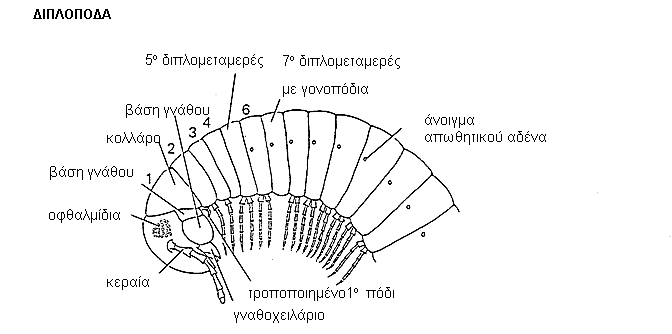 ΔΙΠΛΟΠΟΔΑ
5ο διπλομεταμερές
7ο διπλομεταμερές
με γονοπόδια
βάση γνάθου
6
4
3
κολλάρο
2
άνοιγμα
απωθητικού αδένα
βάση γνάθου
1
οφθαλμίδια
κεραία
τροποποιημένο1ο πόδι
γναθοχειλάριο